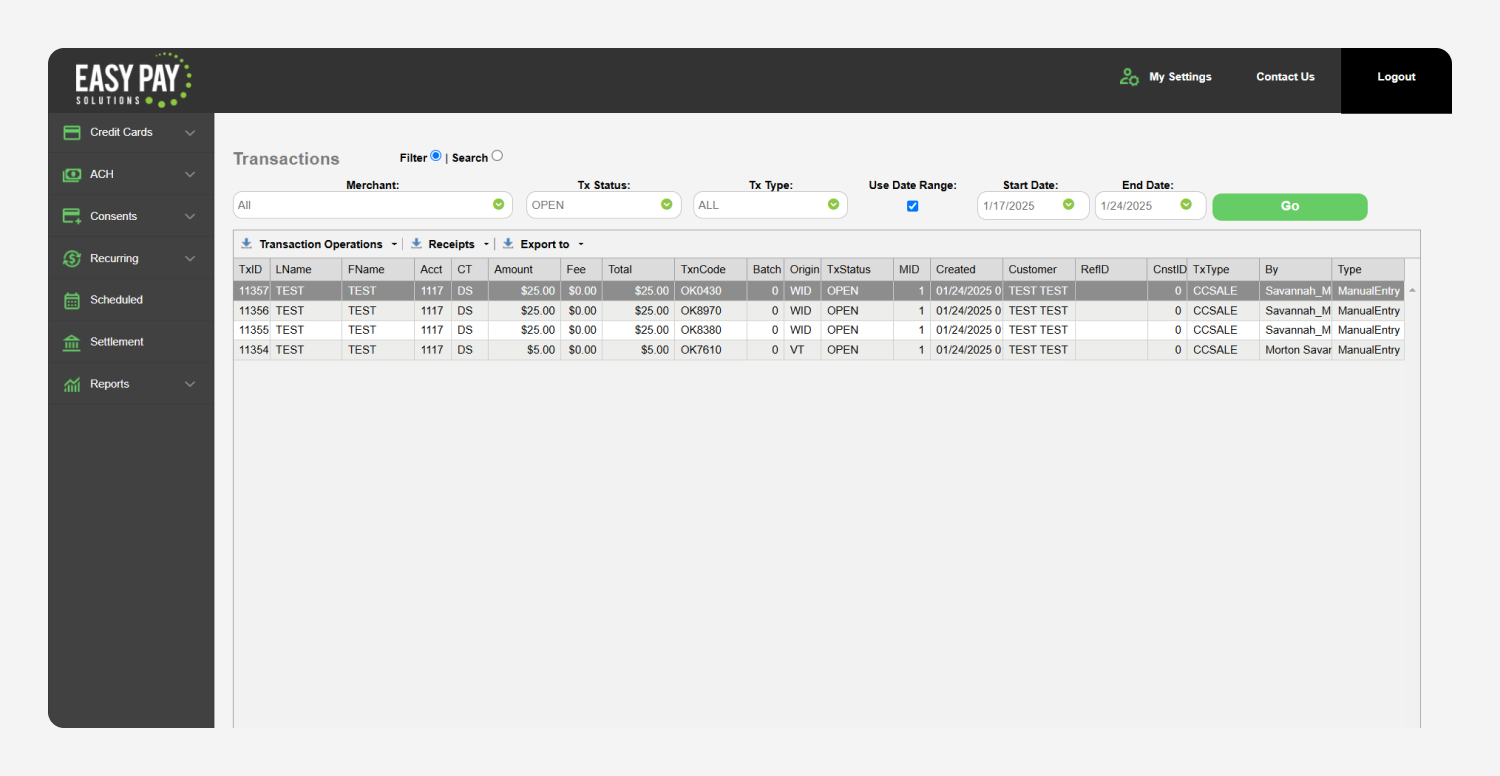 EASY PAY
SOLUTIONS
My Settings Contact Us Logout
Credit Cards
ACH
Consents
Recurring
Scheduled
Settlement
Reports
Transactions Filter | Search
Merchant: Tx Status: Tx Type: Use Date Range: Start Date: End Date:
All OPEN ALL 1/17/2025 1/24/2025 Go
Transaction Operations | Receipts | Export to
TxID LName FName Acct CT Amount Fee Total TxnCode Batch Origin TxStatus MID Created Customer RefID CnstID TxType By Type
11357 TEST TEST 1117 DS $25.00 $0.00 $25.00 OK0430 0 WID OPEN 1 01/24/2025 0 TEST TEST 0 CCSALE Savannah_M ManualEntry
11356 TEST TEST 1117 DS $25.00 $0.00 $25.00 OK8970 0 WID OPEN 1 01/24/2025 0 TEST TEST 0 CCSALE Savannah_M ManualEntry
11355 TEST TEST 1117 DS $25.00 $0.00 $25.00 OK8380 0 WID OPEN 1 01/24/2025 0 TEST TEST 0 CCSALE Savannah_M ManualEntry
11354 TEST TEST 1117 DS $5.00 $0.00 $5.00 OK7610 0 VT OPEN 1 01/24/2025 0 TEST TEST 0 CCSALE Morton Savar ManualEntry